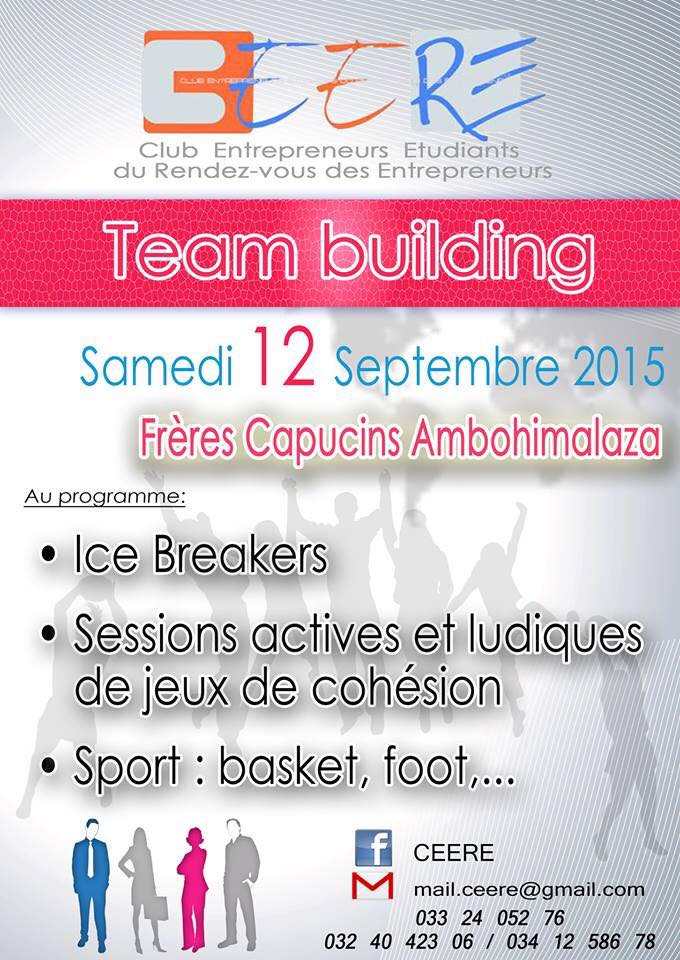 CEERE
Club Entrepreneurs Etudiants
du Rendez-vous des Entrepreneurs
Team building
Samedi 12 Septembre 2015
Frères Capucins Ambohimalaza
Au programme:
• Ice Breakers
• Sessions actives et ludiques
de jeux de cohésion
• Sport : basket, foot,...
CEERE
mail.ceere@gmail.com
033 24 052 76
032 40 423 06 / 034 12 586 78